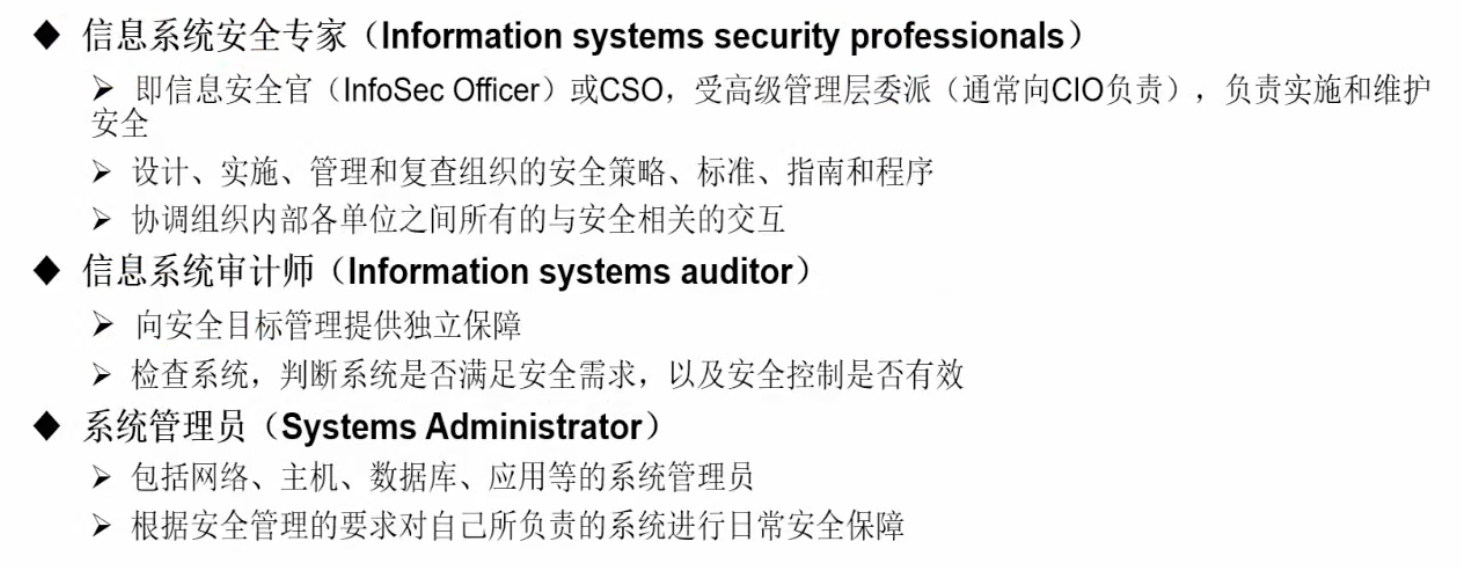 ◆ 信息系统安全专家（Information systems security professionals）
➢ 即信息安全官（InfoSec Officer）或CSO，受高级管理层委派（通常向CIO负责），负责实施和维护
安全
➢ 设计、实施、管理和复查组织的安全策略、标准、指南和程序
➢ 协调组织内部各单位之间所有的与安全相关的交互
◆ 信息系统审计师（Information systems auditor）
➢ 向安全目标管理提供独立保障
➢ 检查系统，判断系统是否满足安全需求，以及安全控制是否有效
◆ 系统管理员（Systems Administrator）
➢ 包括网络、主机、数据库、应用等的系统管理员
➢ 根据安全管理的要求对自己所负责的系统进行日常安全保障